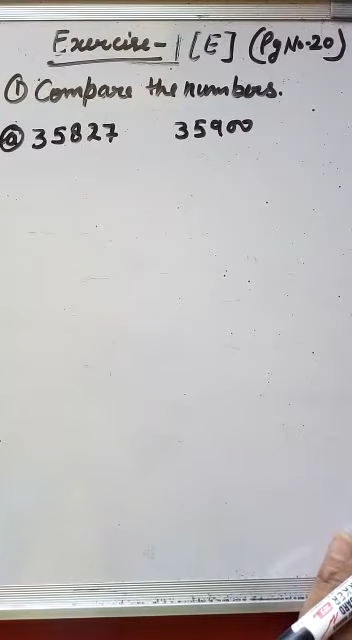 Exercise-1 [E] (Pg No.20)
① Compare the numbers.
ⓐ 35827 35900